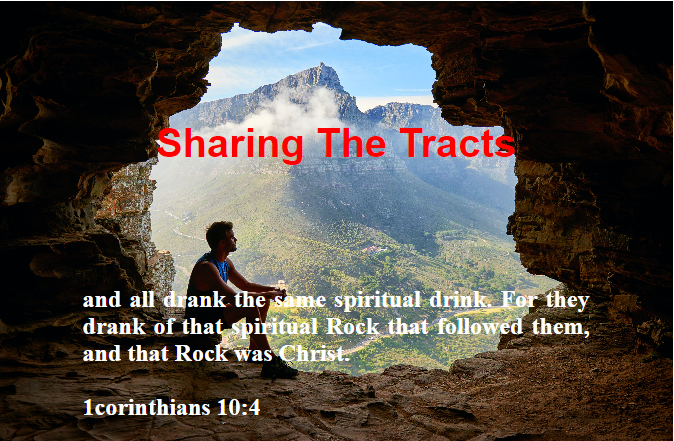 Sharing The Tracts
and all drank the same spiritual drink. For they
drank of that spiritual Rock that followed them,
and that Rock was Christ.
1corinthians 10:4